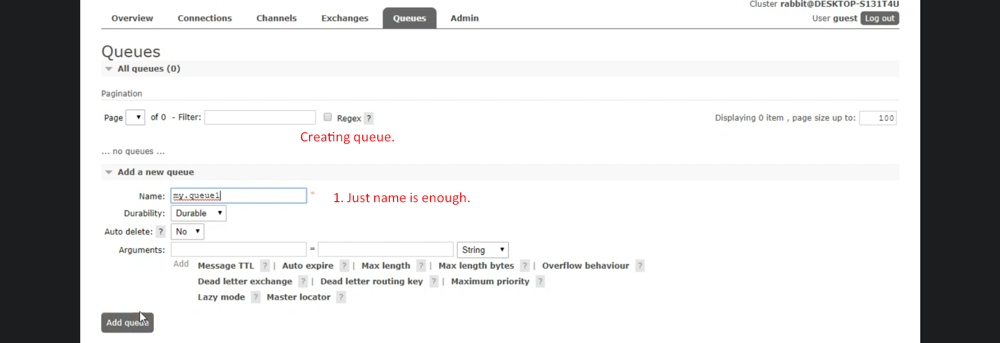 Cluster rabbit@DESKTOP-S131T4U
Overview Connections Channels Exchanges Queues Admin User guest Log out
Queues
All queues (0)
Pagination
Page of 0 - Filter: Regex ? Displaying 0 item , page size up to: 100
Creating queue.
... no queues ...
Add a new queue
Name: my.queue1 * 1. Just name is enough.
Durability: Durable
Auto delete: ? No
Arguments: = String
Add Message TTL ? | Auto expire ? | Max length ? | Max length bytes ? | Overflow behaviour ?
Dead letter exchange ? | Dead letter routing key ? | Maximum priority ?
Lazy mode ? Master locator ?
Add queue